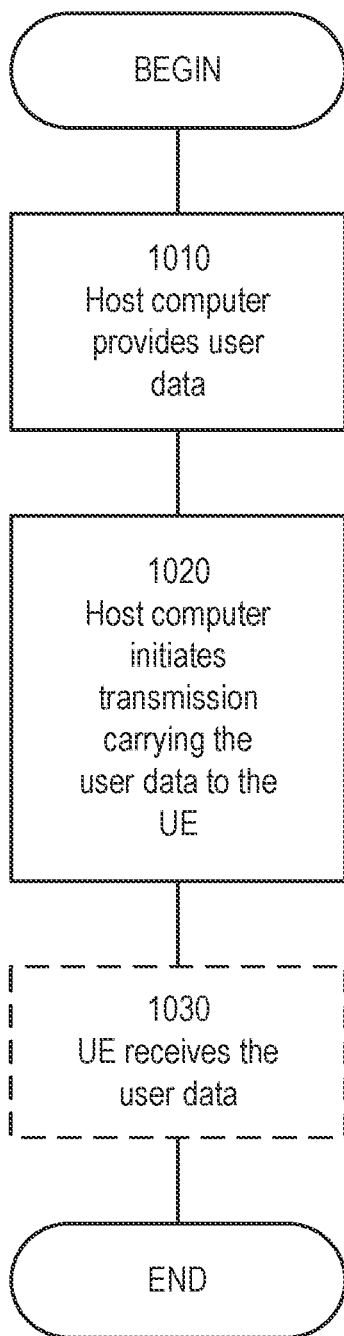 BEGIN
1010
Host computer
provides user
data
1020
Host computer
initiates
transmission
carrying the
user data to the
UE
1030
UE receives the
user data
END